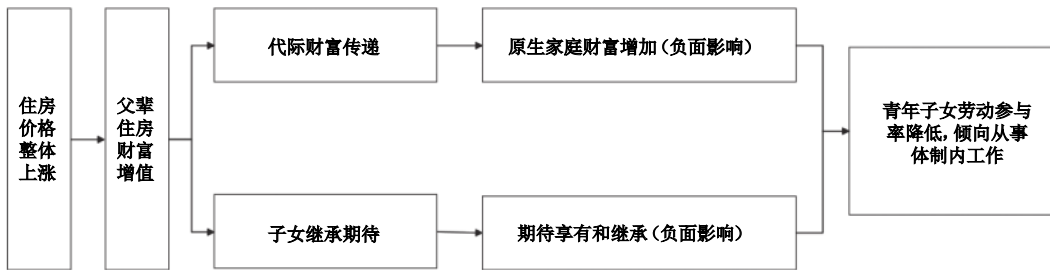 住房
价格
整体
上涨
父辈
住房
财富
增值
代际财富传递
原生家庭财富增加（负面影响）
子女继承期待
期待享有和继承（负面影响）
青年子女劳动参与
率降低，倾向从事
体制内工作